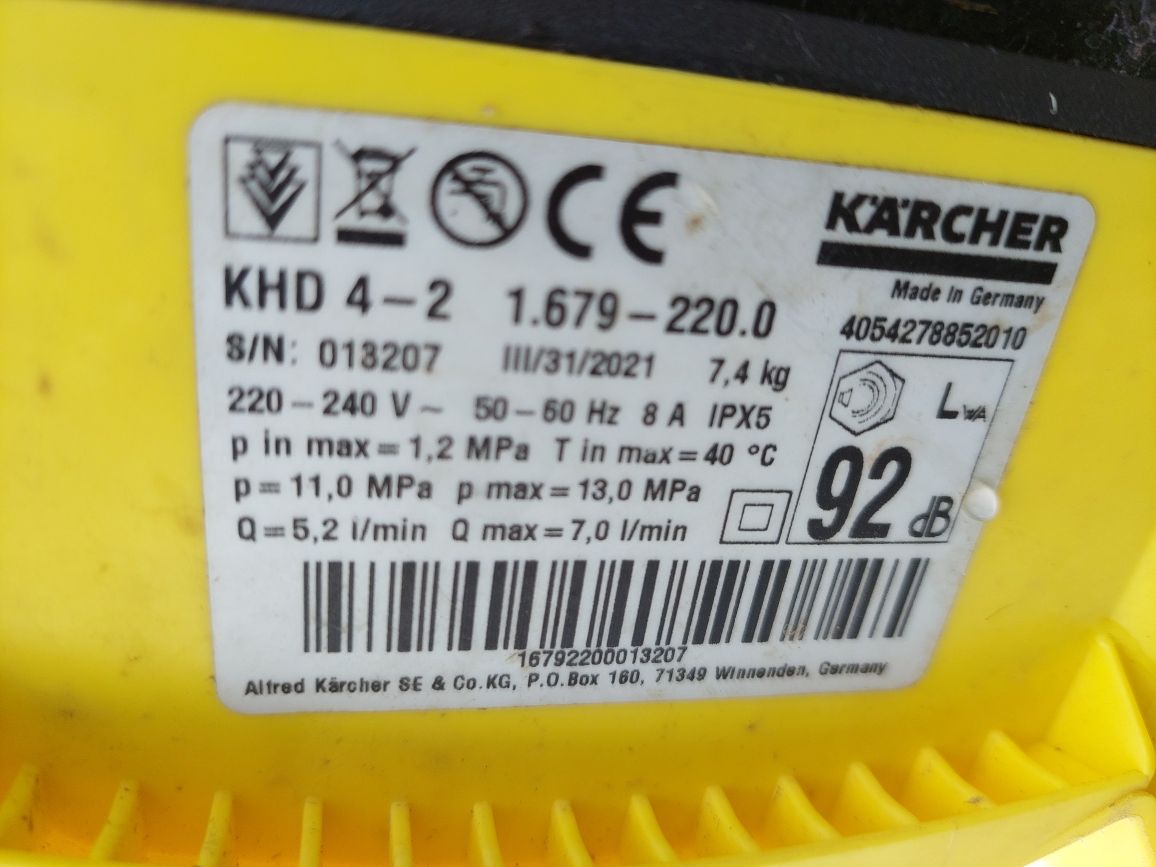 CE
KÄRCHER
Made in Germany
KHD 4-2 1.679-220.0
4054278852010
S/N: 013207 III/31/2021 7,4 kg
220-240 V~ 50-60 Hz 8 A IPX5
p in max=1,2 MPa T in max=40 °C
p=11,0 MPa p max=13,0 MPa
Q=5,2 l/min Q max=7,0 l/min
LWA
92 dB
16792200013207
Alfred Kärcher SE & Co.KG, P.O.Box 160, 71349 Winnenden, Germany